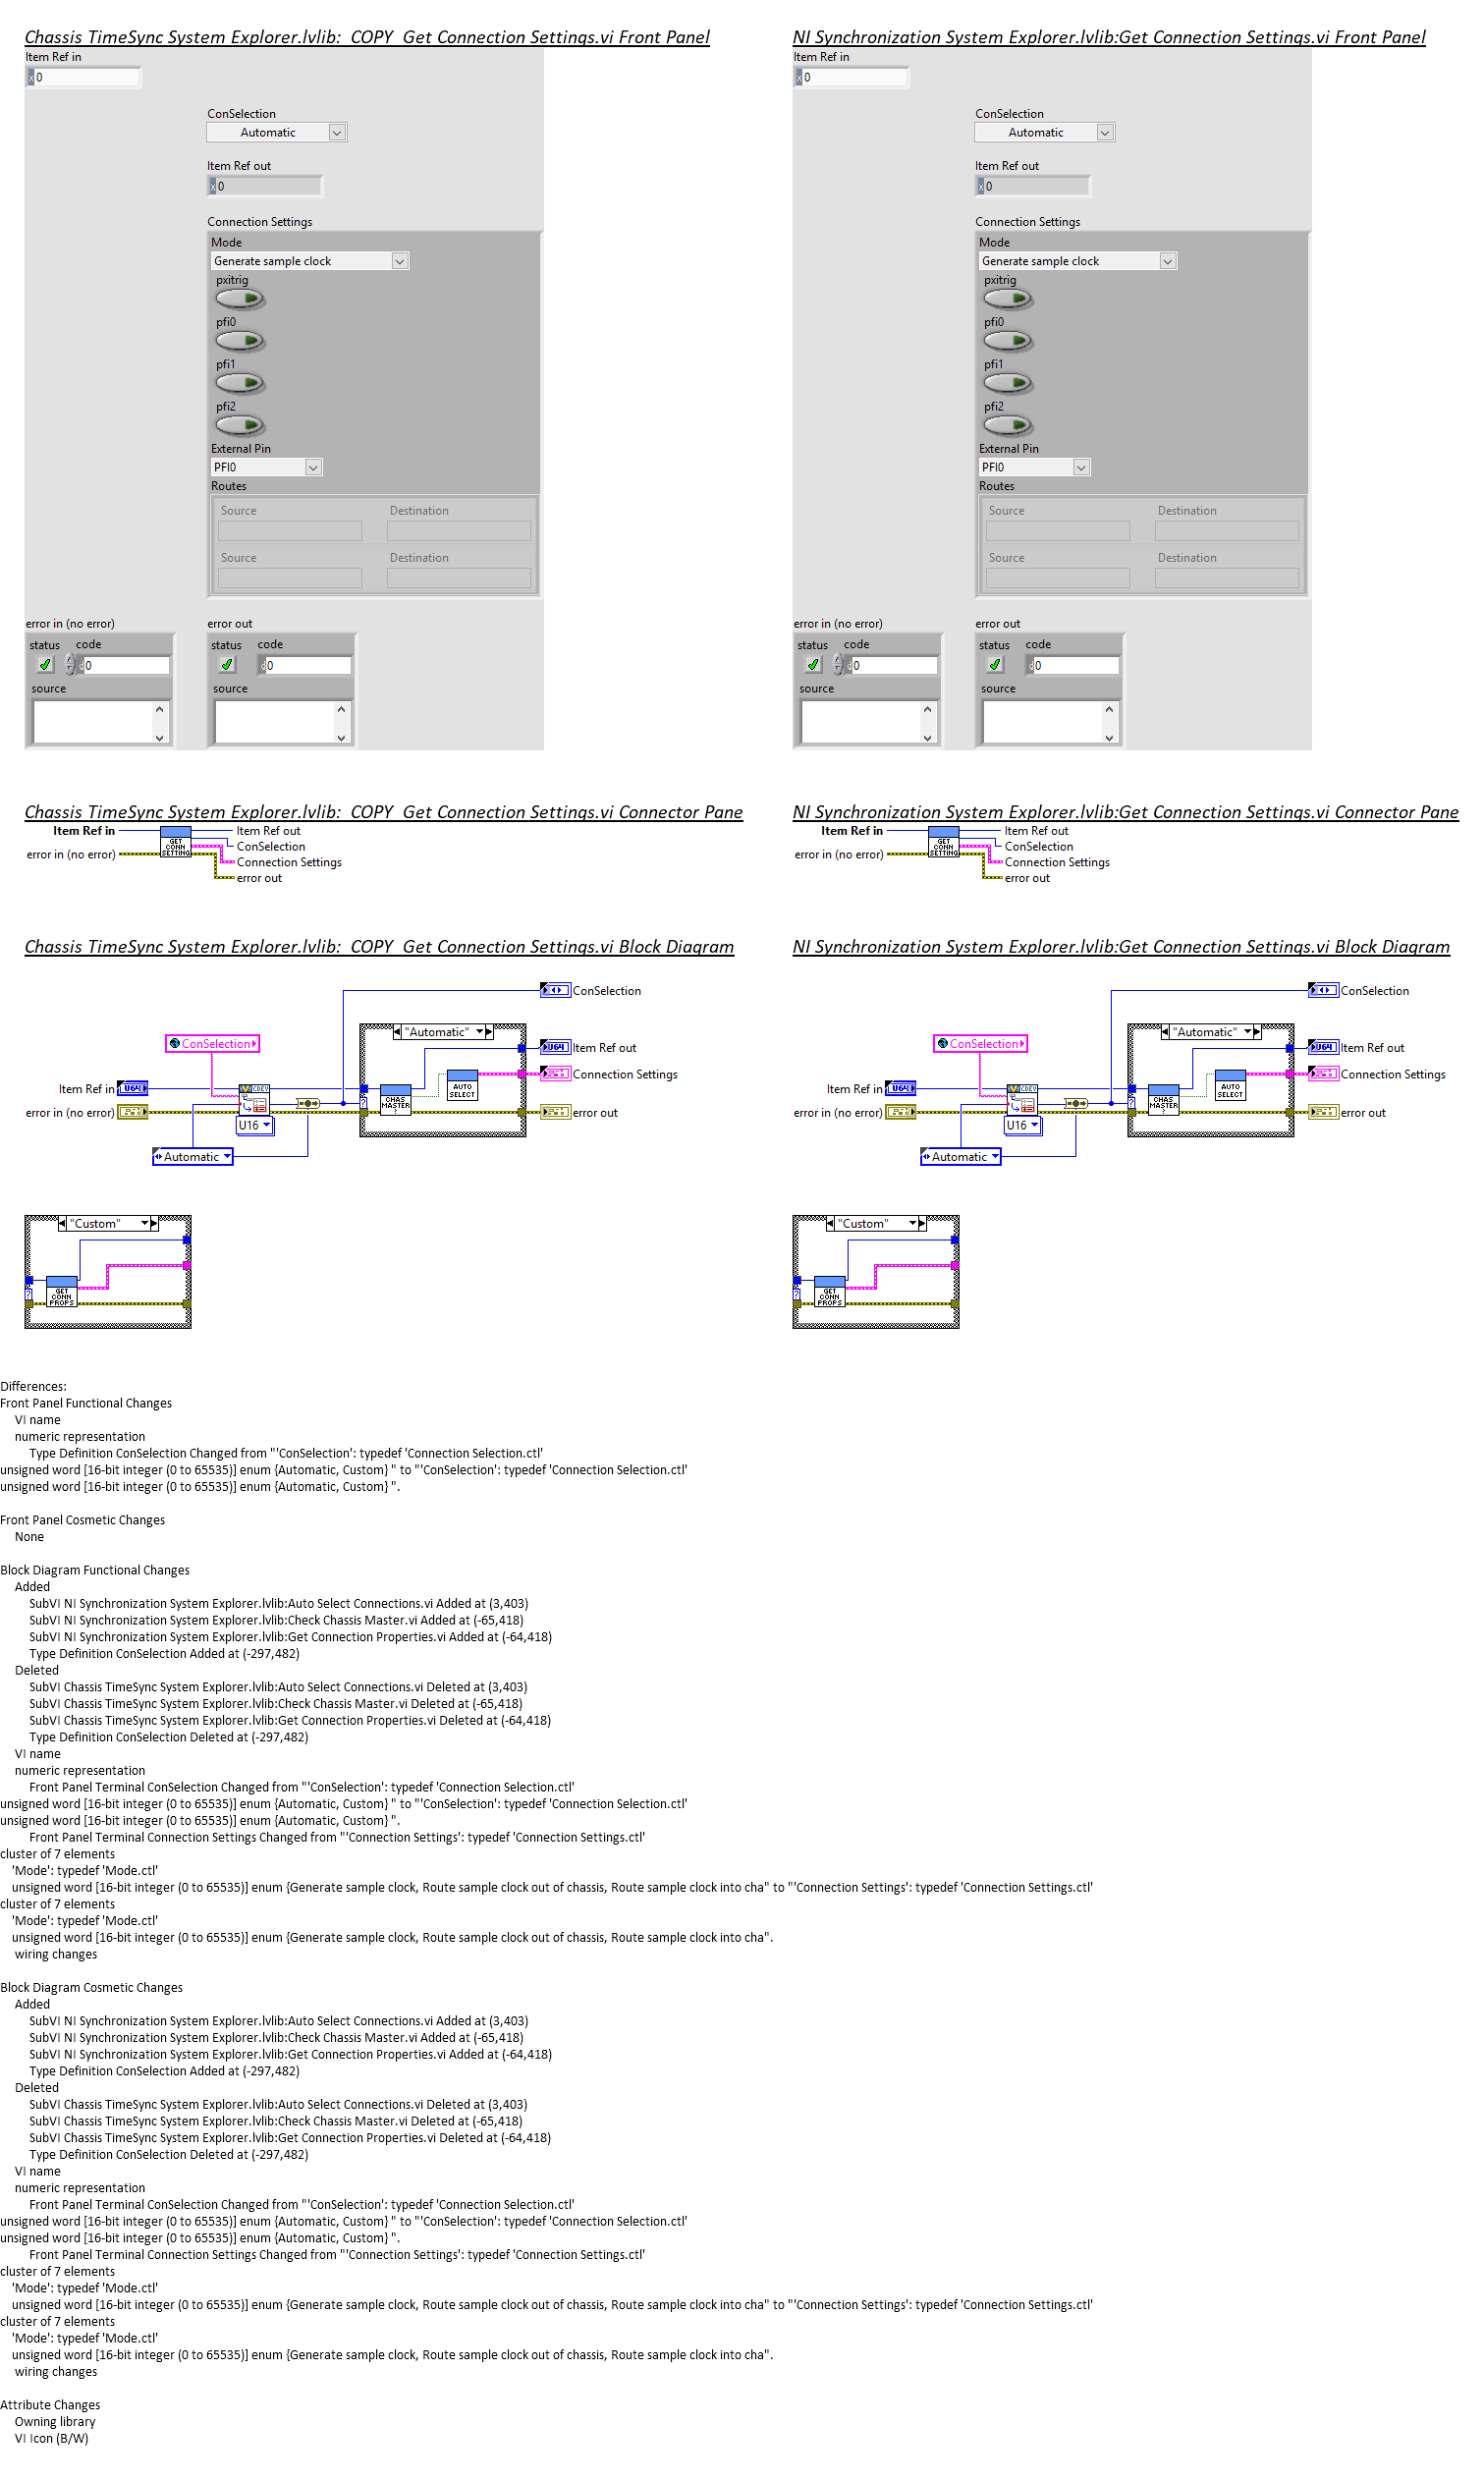 Chassis TimeSync System Explorer.lvlib:_COPY_Get Connection Settings.vi Front Panel
Item Ref in
x 0
ConSelection
Automatic
Item Ref out
x 0
Connection Settings
Mode
Generate sample clock
pxitrig
pfi0
pfi1
pfi2
External Pin
PFI0
Routes
Source Destination
Source Destination
error in (no error) error out
status code status code
d 0 d 0
source source
NI Synchronization System Explorer.lvlib:Get Connection Settings.vi Front Panel
Item Ref in
x 0
ConSelection
Automatic
Item Ref out
x 0
Connection Settings
Mode
Generate sample clock
pxitrig
pfi0
pfi1
pfi2
External Pin
PFI0
Routes
Source Destination
Source Destination
error in (no error) error out
status code status code
d 0 d 0
source source
Chassis TimeSync System Explorer.lvlib:_COPY_Get Connection Settings.vi Connector Pane
Item Ref in
error in (no error)
GET
CONN
SETTING
Item Ref out
ConSelection
Connection Settings
error out
NI Synchronization System Explorer.lvlib:Get Connection Settings.vi Connector Pane
Item Ref in
error in (no error)
GET
CONN
SETTING
Item Ref out
ConSelection
Connection Settings
error out
Chassis TimeSync System Explorer.lvlib:_COPY_Get Connection Settings.vi Block Diagram
ConSelection
"Automatic"
ConSelection
U64 Item Ref out
Connection Settings
Item Ref in U64
CDEV
AUTO
SELECT
CHAS
MASTER
?
error in (no error)
?
error out
U16
Automatic
"Custom"
?
GET
CONN
PROPS
NI Synchronization System Explorer.lvlib:Get Connection Settings.vi Block Diagram
ConSelection
"Automatic"
ConSelection
U64 Item Ref out
Connection Settings
Item Ref in U64
CDEV
AUTO
SELECT
CHAS
MASTER
?
error in (no error)
?
error out
U16
Automatic
"Custom"
?
GET
CONN
PROPS
Differences:
Front Panel Functional Changes
VI name
numeric representation
Type Definition ConSelection Changed from "'ConSelection': typedef 'Connection Selection.ctl'
unsigned word [16-bit integer (0 to 65535)] enum {Automatic, Custom} " to "'ConSelection': typedef 'Connection Selection.ctl'
unsigned word [16-bit integer (0 to 65535)] enum {Automatic, Custom} ".
Front Panel Cosmetic Changes
None
Block Diagram Functional Changes
Added
SubVI NI Synchronization System Explorer.lvlib:Auto Select Connections.vi Added at (3,403)
SubVI NI Synchronization System Explorer.lvlib:Check Chassis Master.vi Added at (-65,418)
SubVI NI Synchronization System Explorer.lvlib:Get Connection Properties.vi Added at (-64,418)
Type Definition ConSelection Added at (-297,482)
Deleted
SubVI Chassis TimeSync System Explorer.lvlib:Auto Select Connections.vi Deleted at (3,403)
SubVI Chassis TimeSync System Explorer.lvlib:Check Chassis Master.vi Deleted at (-65,418)
SubVI Chassis TimeSync System Explorer.lvlib:Get Connection Properties.vi Deleted at (-64,418)
Type Definition ConSelection Deleted at (-297,482)
VI name
numeric representation
Front Panel Terminal ConSelection Changed from "'ConSelection': typedef 'Connection Selection.ctl'
unsigned word [16-bit integer (0 to 65535)] enum {Automatic, Custom} " to "'ConSelection': typedef 'Connection Selection.ctl'
unsigned word [16-bit integer (0 to 65535)] enum {Automatic, Custom} ".
Front Panel Terminal Connection Settings Changed from "'Connection Settings': typedef 'Connection Settings.ctl'
cluster of 7 elements
'Mode': typedef 'Mode.ctl'
unsigned word [16-bit integer (0 to 65535)] enum {Generate sample clock, Route sample clock out of chassis, Route sample clock into cha" to "'Connection Settings': typedef 'Connection Settings.ctl'
cluster of 7 elements
'Mode': typedef 'Mode.ctl'
unsigned word [16-bit integer (0 to 65535)] enum {Generate sample clock, Route sample clock out of chassis, Route sample clock into cha".
wiring changes
Block Diagram Cosmetic Changes
Added
SubVI NI Synchronization System Explorer.lvlib:Auto Select Connections.vi Added at (3,403)
SubVI NI Synchronization System Explorer.lvlib:Check Chassis Master.vi Added at (-65,418)
SubVI NI Synchronization System Explorer.lvlib:Get Connection Properties.vi Added at (-64,418)
Type Definition ConSelection Added at (-297,482)
Deleted
SubVI Chassis TimeSync System Explorer.lvlib:Auto Select Connections.vi Deleted at (3,403)
SubVI Chassis TimeSync System Explorer.lvlib:Check Chassis Master.vi Deleted at (-65,418)
SubVI Chassis TimeSync System Explorer.lvlib:Get Connection Properties.vi Deleted at (-64,418)
Type Definition ConSelection Deleted at (-297,482)
VI name
numeric representation
Front Panel Terminal ConSelection Changed from "'ConSelection': typedef 'Connection Selection.ctl'
unsigned word [16-bit integer (0 to 65535)] enum {Automatic, Custom} " to "'ConSelection': typedef 'Connection Selection.ctl'
unsigned word [16-bit integer (0 to 65535)] enum {Automatic, Custom} ".
Front Panel Terminal Connection Settings Changed from "'Connection Settings': typedef 'Connection Settings.ctl'
cluster of 7 elements
'Mode': typedef 'Mode.ctl'
unsigned word [16-bit integer (0 to 65535)] enum {Generate sample clock, Route sample clock out of chassis, Route sample clock into cha" to "'Connection Settings': typedef 'Connection Settings.ctl'
cluster of 7 elements
'Mode': typedef 'Mode.ctl'
unsigned word [16-bit integer (0 to 65535)] enum {Generate sample clock, Route sample clock out of chassis, Route sample clock into cha".
wiring changes
Attribute Changes
Owning library
VI Icon (B/W)